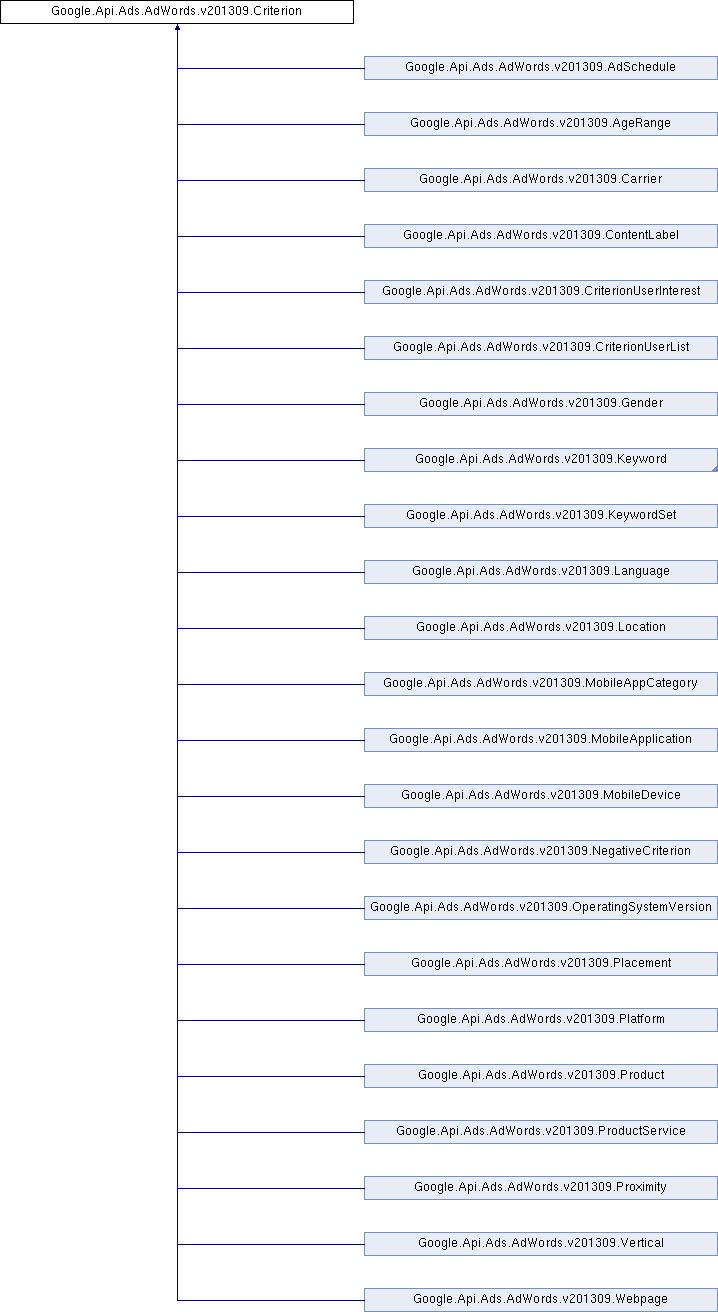 Google.Api.Ads.AdWords.v201309.Criterion
Google.Api.Ads.AdWords.v201309.AdSchedule
Google.Api.Ads.AdWords.v201309.AgeRange
Google.Api.Ads.AdWords.v201309.Carrier
Google.Api.Ads.AdWords.v201309.ContentLabel
Google.Api.Ads.AdWords.v201309.CriterionUserInterest
Google.Api.Ads.AdWords.v201309.CriterionUserList
Google.Api.Ads.AdWords.v201309.Gender
Google.Api.Ads.AdWords.v201309.Keyword
Google.Api.Ads.AdWords.v201309.KeywordSet
Google.Api.Ads.AdWords.v201309.Language
Google.Api.Ads.AdWords.v201309.Location
Google.Api.Ads.AdWords.v201309.MobileAppCategory
Google.Api.Ads.AdWords.v201309.MobileApplication
Google.Api.Ads.AdWords.v201309.MobileDevice
Google.Api.Ads.AdWords.v201309.NegativeCriterion
Google.Api.Ads.AdWords.v201309.OperatingSystemVersion
Google.Api.Ads.AdWords.v201309.Placement
Google.Api.Ads.AdWords.v201309.Platform
Google.Api.Ads.AdWords.v201309.Product
Google.Api.Ads.AdWords.v201309.ProductService
Google.Api.Ads.AdWords.v201309.Proximity
Google.Api.Ads.AdWords.v201309.Vertical
Google.Api.Ads.AdWords.v201309.Webpage